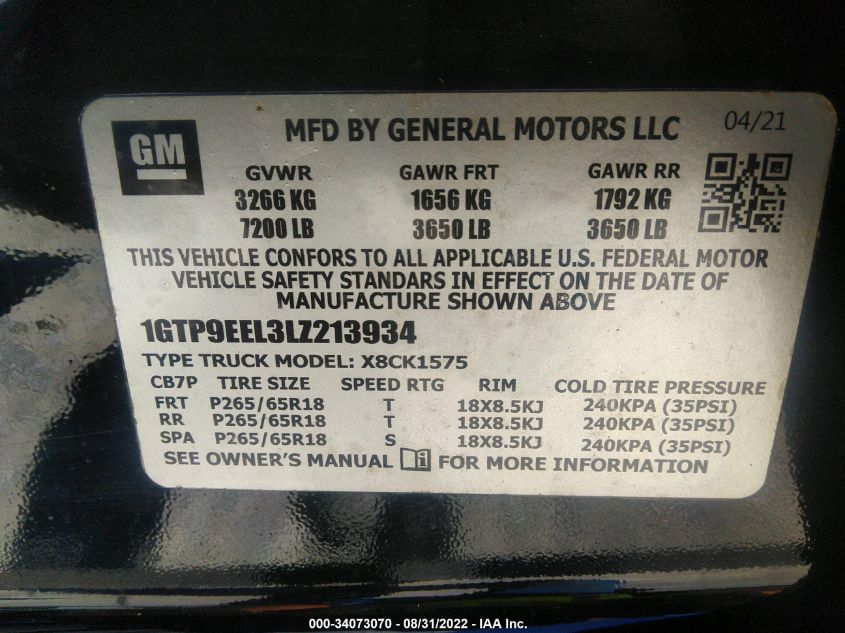 GM
MFD BY GENERAL MOTORS LLC
04/21
GVWR GAWR FRT GAWR RR
3266 KG 1656 KG 1792 KG
7200 LB 3650 LB 3650 LB
THIS VEHICLE CONFORS TO ALL APPLICABLE U.S. FEDERAL MOTOR
VEHICLE SAFETY STANDARS IN EFFECT ON THE DATE OF
MANUFACTURE SHOWN ABOVE
1GTP9EEL3LZ213934
TYPE TRUCK MODEL: X8CK1575
CB7P TIRE SIZE SPEED RTG RIM COLD TIRE PRESSURE
FRT P265/65R18 T 18X8.5KJ 240KPA (35PSI)
RR P265/65R18 T 18X8.5KJ 240KPA (35PSI)
SPA P265/65R18 S 18X8.5KJ 240KPA (35PSI)
SEE OWNER'S MANUAL i FOR MORE INFORMATION
000-34073070 - 08/31/2022 - IAA Inc.